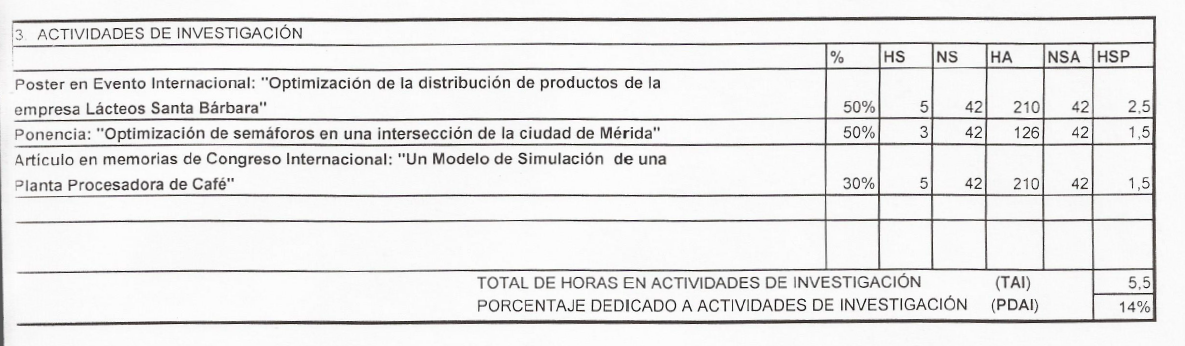 3 ACTIVIDADES DE INVESTIGACIÓN
% HS NS HA NSA HSP
Poster en Evento Internacional: "Optimización de la distribución de productos de la
empresa Lácteos Santa Bárbara" 50% 5 42 210 42 2,5
Ponencia: "Optimización de semáforos en una intersección de la ciudad de Mérida" 50% 3 42 126 42 1,5
Artículo en memorias de Congreso Internacional: "Un Modelo de Simulación de una
Planta Procesadora de Café" 30% 5 42 210 42 1,5
TOTAL DE HORAS EN ACTIVIDADES DE INVESTIGACIÓN (TAI) 5,5
PORCENTAJE DEDICADO A ACTIVIDADES DE INVESTIGACIÓN (PDAI) 14%